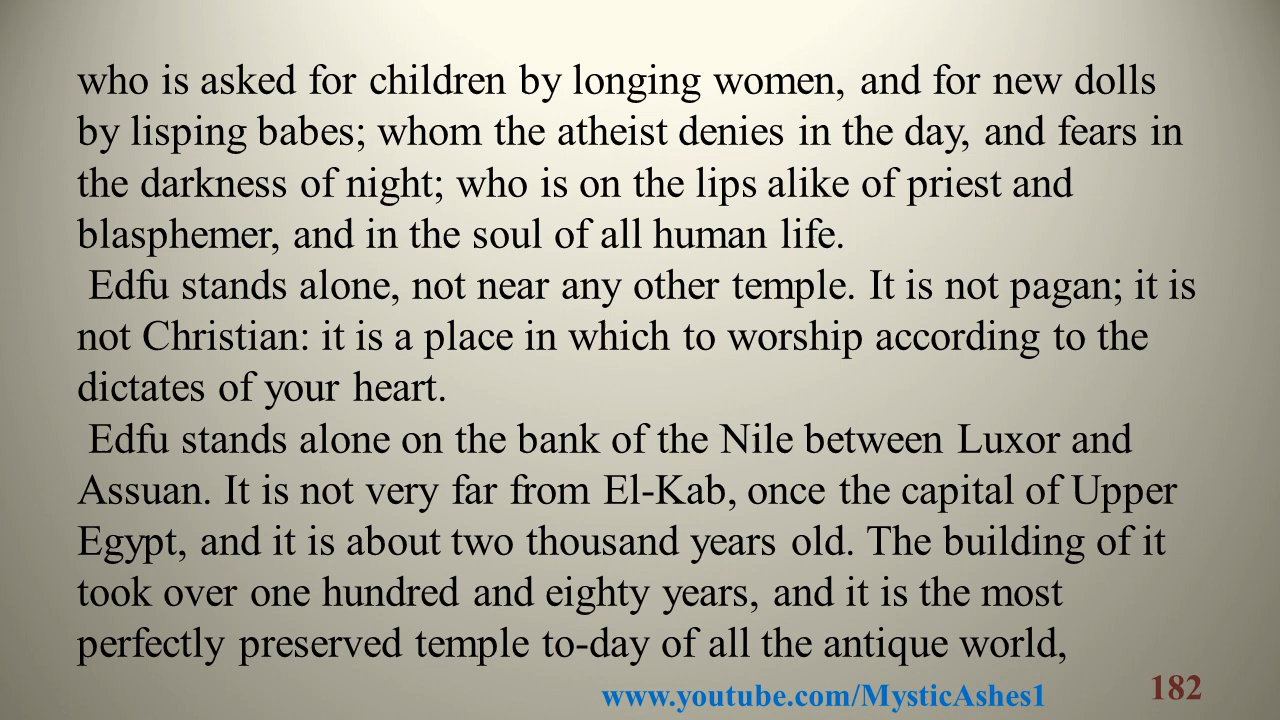 who is asked for children by longing women, and for new dolls
by lisping babes; whom the atheist denies in the day, and fears in
the darkness of night; who is on the lips alike of priest and
blasphemer, and in the soul of all human life.
Edfu stands alone, not near any other temple. It is not pagan; it is
not Christian: it is a place in which to worship according to the
dictates of your heart.
Edfu stands alone on the bank of the Nile between Luxor and
Assuan. It is not very far from El-Kab, once the capital of Upper
Egypt, and it is about two thousand years old. The building of it
took over one hundred and eighty years, and it is the most
perfectly preserved temple to-day of all the antique world,
www.youtube.com/MysticAshes1
182